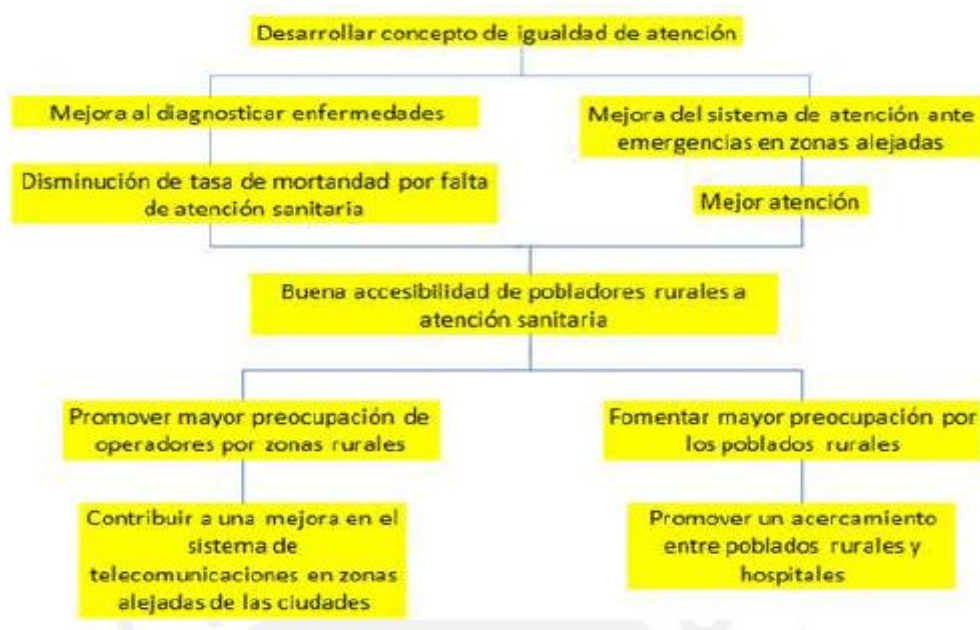 Desarrollar concepto de igualdad de atención
Mejora al diagnosticar enfermedades
Mejora del sistema de atención ante
emergencias en zonas alejadas
Disminución de tasa de mortandad por falta
de atención sanitaria
Mejor atención
Buena accesibilidad de pobladores rurales a
atención sanitaria
Promover mayor preocupación de
operadores por zonas rurales
Fomentar mayor preocupación por
los poblados rurales
Contribuir a una mejora en el
sistema de
telecomunicaciones en zonas
alejadas de las ciudades
Promover un acercamiento
entre poblados rurales y
hospitales